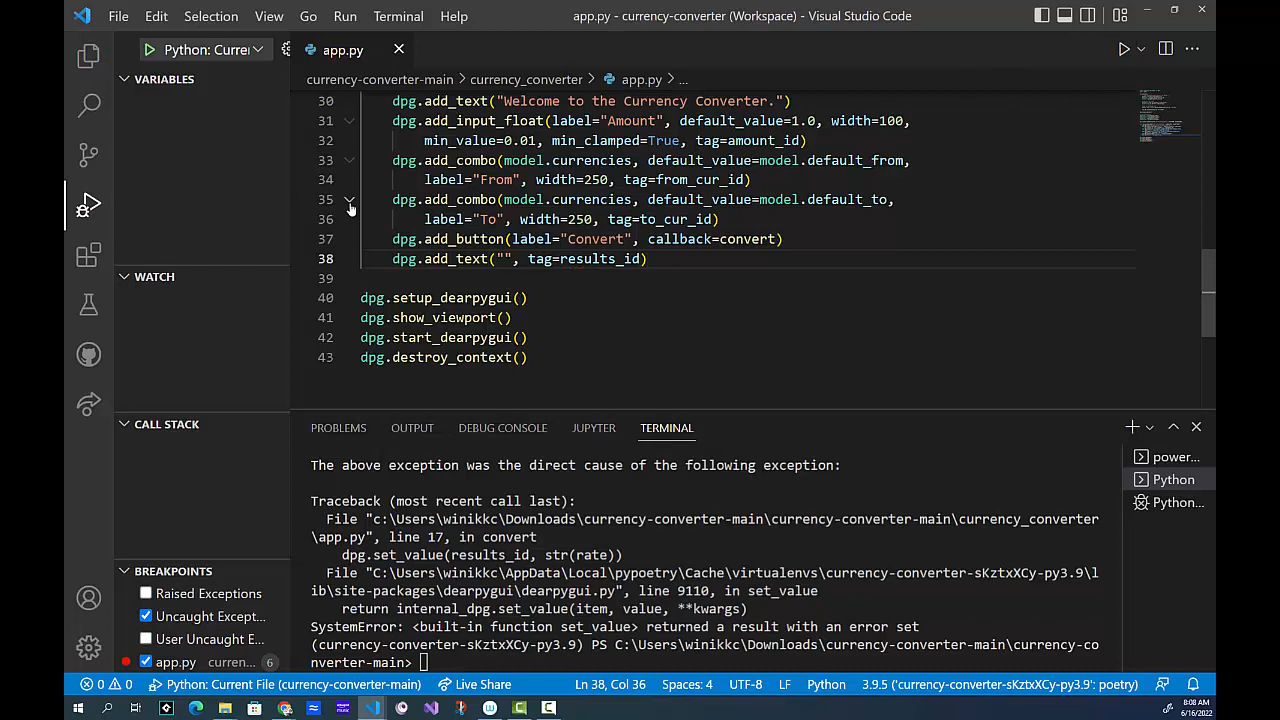 File Edit Selection View Go Run Terminal Help
app.py - currency-converter (Workspace) - Visual Studio Code
Python: Currer
app.py
VARIABLES
currency-converter-main > currency_converter > app.py > ...
30 dpg.add_text("Welcome to the Currency Converter.")
31 dpg.add_input_float(label="Amount", default_value=1.0, width=100,
32 min_value=0.01, min_clamped=True, tag=amount_id)
33 dpg.add_combo(model.currencies, default_value=model.default_from,
34 label="From", width=250, tag=from_cur_id)
35 dpg.add_combo(model.currencies, default_value=model.default_to,
36 label="To", width=250, tag=to_cur_id)
37 dpg.add_button(label="Convert", callback=convert)
38 dpg.add_text("", tag=results_id)
39
40 dpg.setup_dearpygui()
41 dpg.show_viewport()
42 dpg.start_dearpygui()
43 dpg.destroy_context()
WATCH
CALL STACK
BREAKPOINTS
Raised Exceptions
Uncaught Except...
User Uncaught E...
app.py curren... 6
PROBLEMS OUTPUT DEBUG CONSOLE JUPYTER TERMINAL
The above exception was the direct cause of the following exception:
Traceback (most recent call last):
File "c:\Users\winikkc\Downloads\currency-converter-main\currency-converter-main\currency_converter
\app.py", line 17, in convert
dpg.set_value(results_id, str(rate))
File "C:\Users\winikkc\AppData\Local\pypoetry\Cache\virtualenvs\currency-converter-sKztxXCy-py3.9\l
ib\site-packages\dearpygui\dearpygui.py", line 9110, in set_value
return internal_dpg.set_value(item, value, **kwargs)
SystemError: <built-in function set_value> returned a result with an error set
(currency-converter-sKztxXCy-py3.9) PS C:\Users\winikkc\Downloads\currency-converter-main\currency-co
nverter-main>
power...
Python
Python...
0 0 Python: Current File (currency-converter-main) Live Share Ln 38, Col 36 Spaces: 4 UTF-8 LF Python 3.9.5 ('currency-converter-sKztxXCy-py3.9': poetry)
8:08 AM
6/16/2022